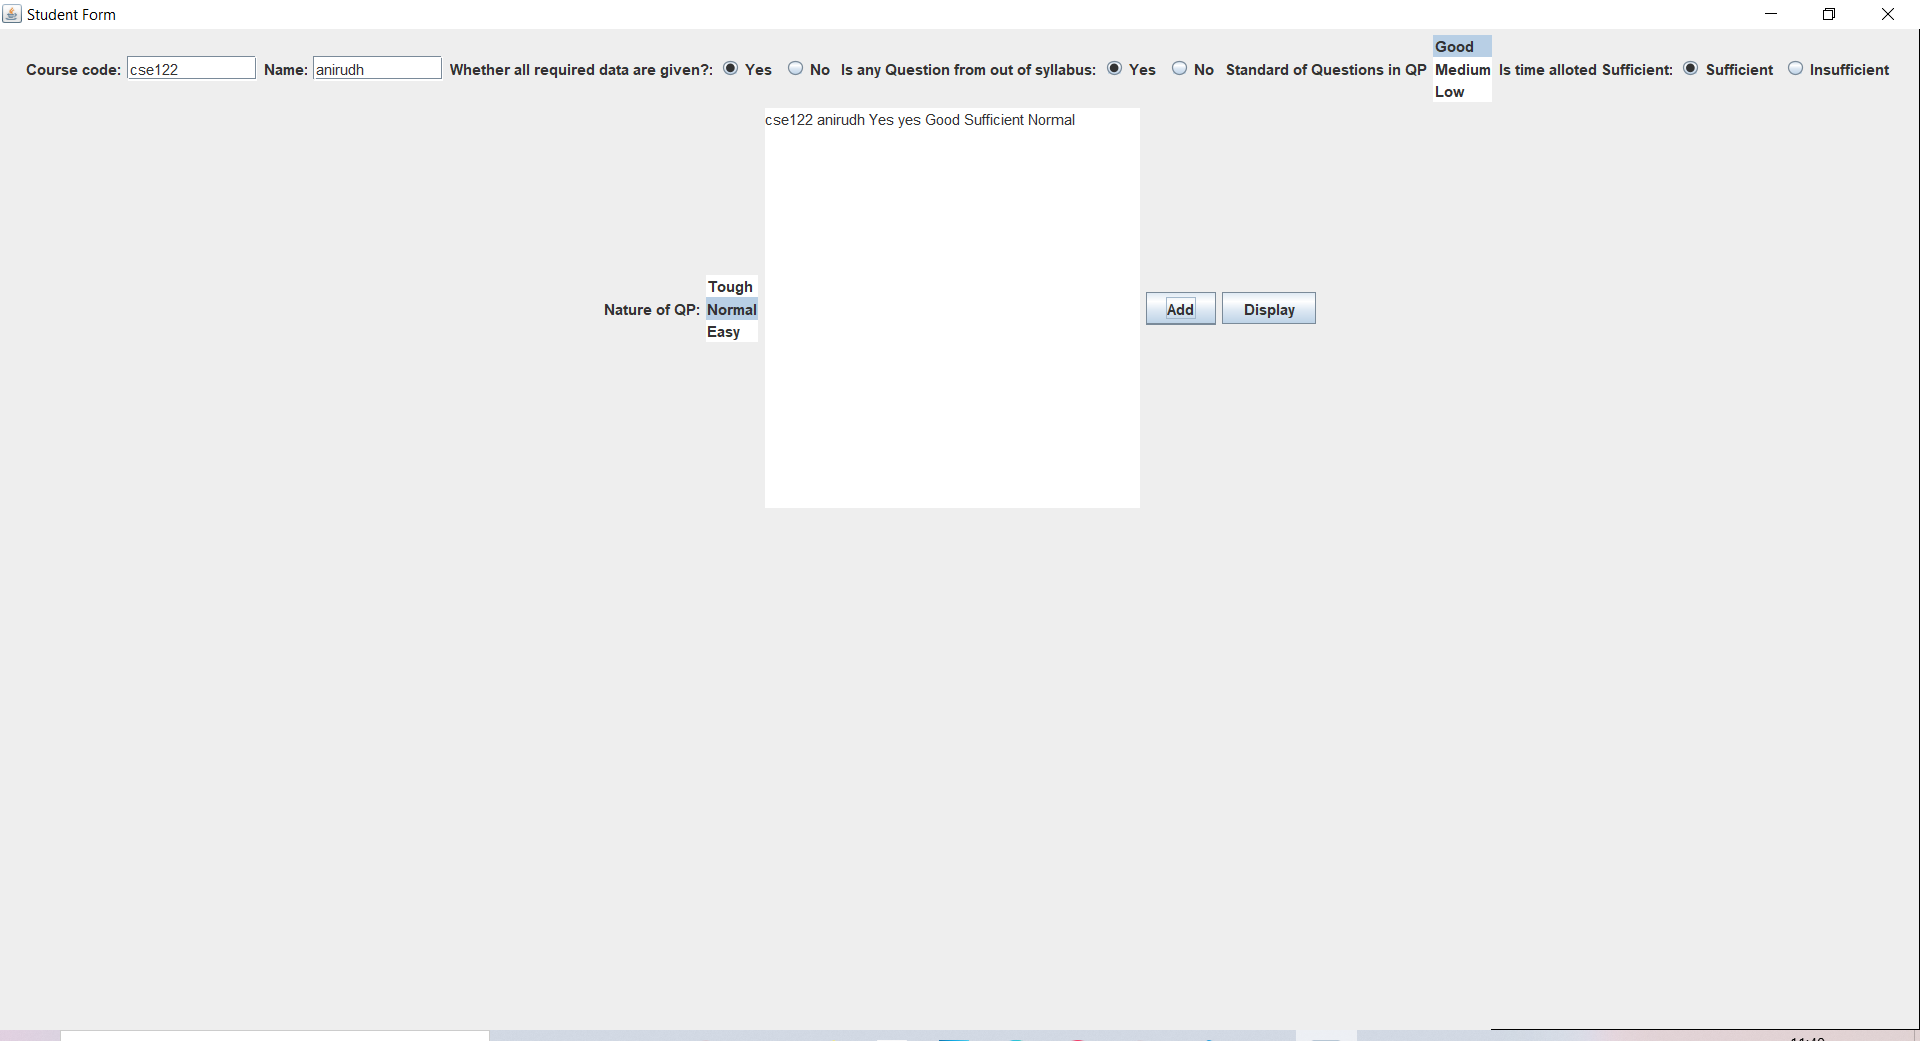 Student Form
Good
Course code: cse122 Name: anirudh Whether all required data are given?: Yes No Is any Question from out of syllabus: Yes No Standard of Questions in QP Medium Is time alloted Sufficient: Sufficient Insufficient
Low
cse122 anirudh Yes yes Good Sufficient Normal
Tough
Nature of QP: Normal Add Display
Easy